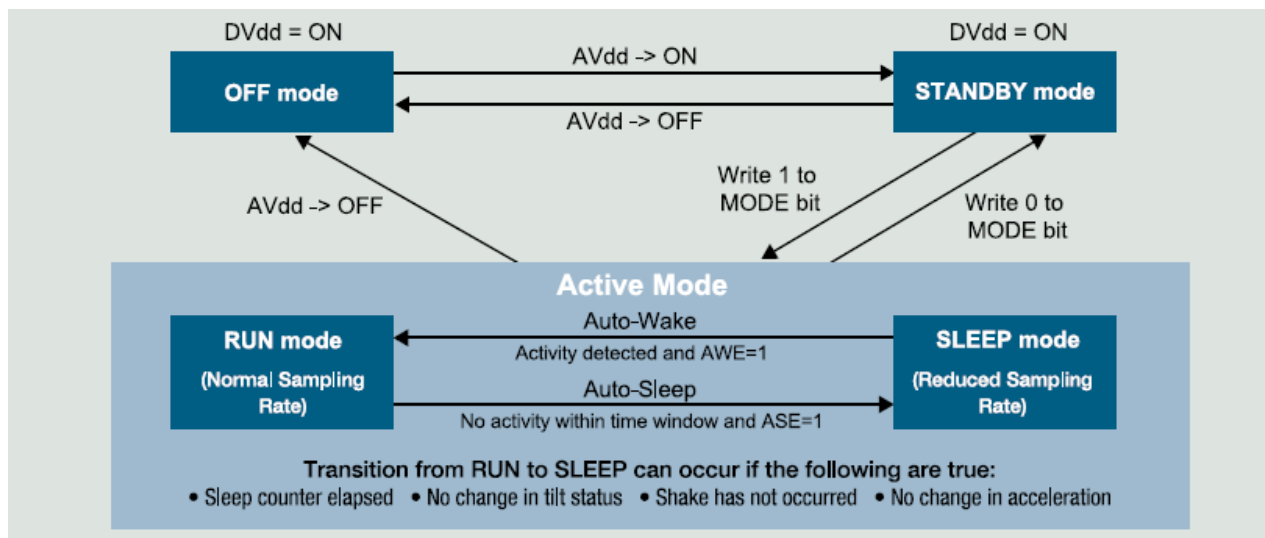 DVdd = ON
DVdd = ON
OFF mode
AVdd -> ON
STANDBY mode
AVdd -> OFF
AVdd -> OFF
Write 1 to
MODE bit
Write 0 to
MODE bit
Active Mode
RUN mode
(Normal Sampling
Rate)
Auto-Wake
Activity detected and AWE=1
Auto-Sleep
No activity within time window and ASE=1
SLEEP mode
(Reduced Sampling
Rate)
Transition from RUN to SLEEP can occur if the following are true:
• Sleep counter elapsed • No change in tilt status • Shake has not occurred • No change in acceleration